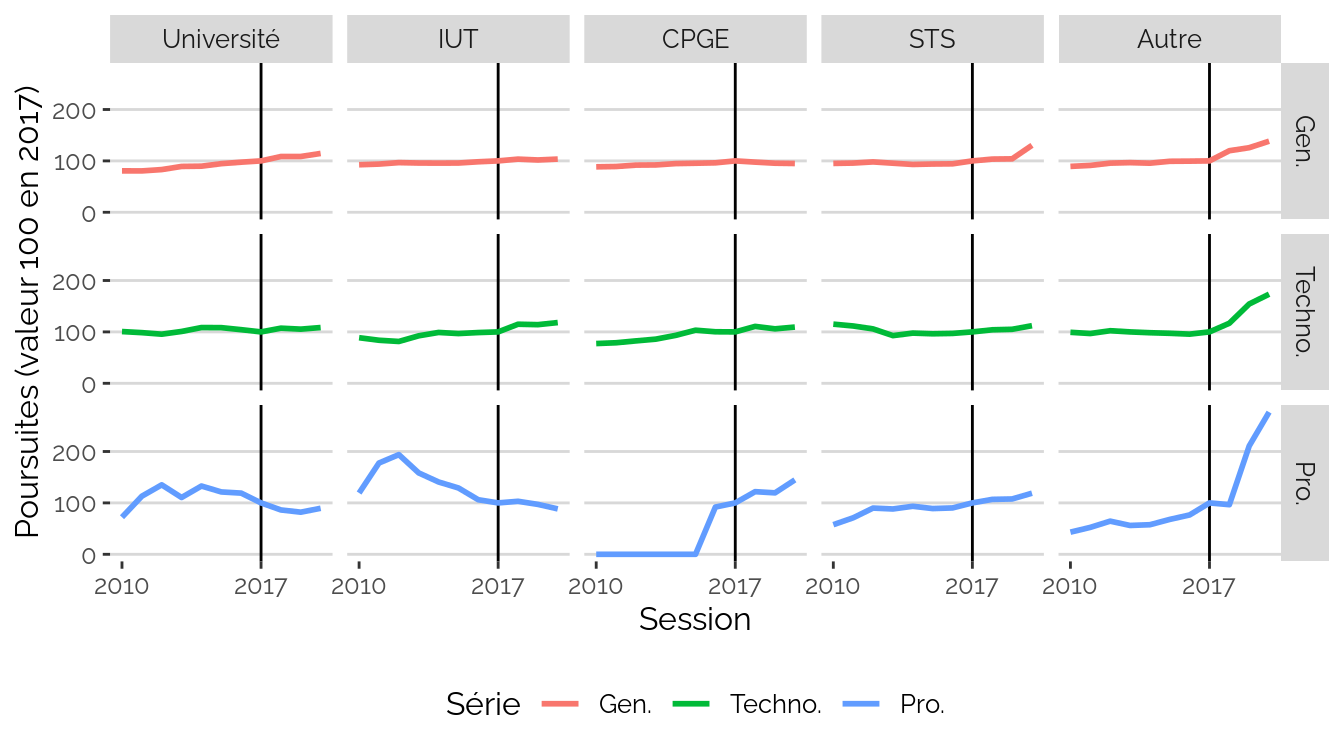 Université IUT CPGE STS Autre
Poursuites (valeur 100 en 2017)
200
100
0
Gen.
200
100
0
Techno.
200
100
0
Pro.
2010 2017 2010 2017 2010 2017 2010 2017 2010 2017
Session
Série Gen. Techno. Pro.